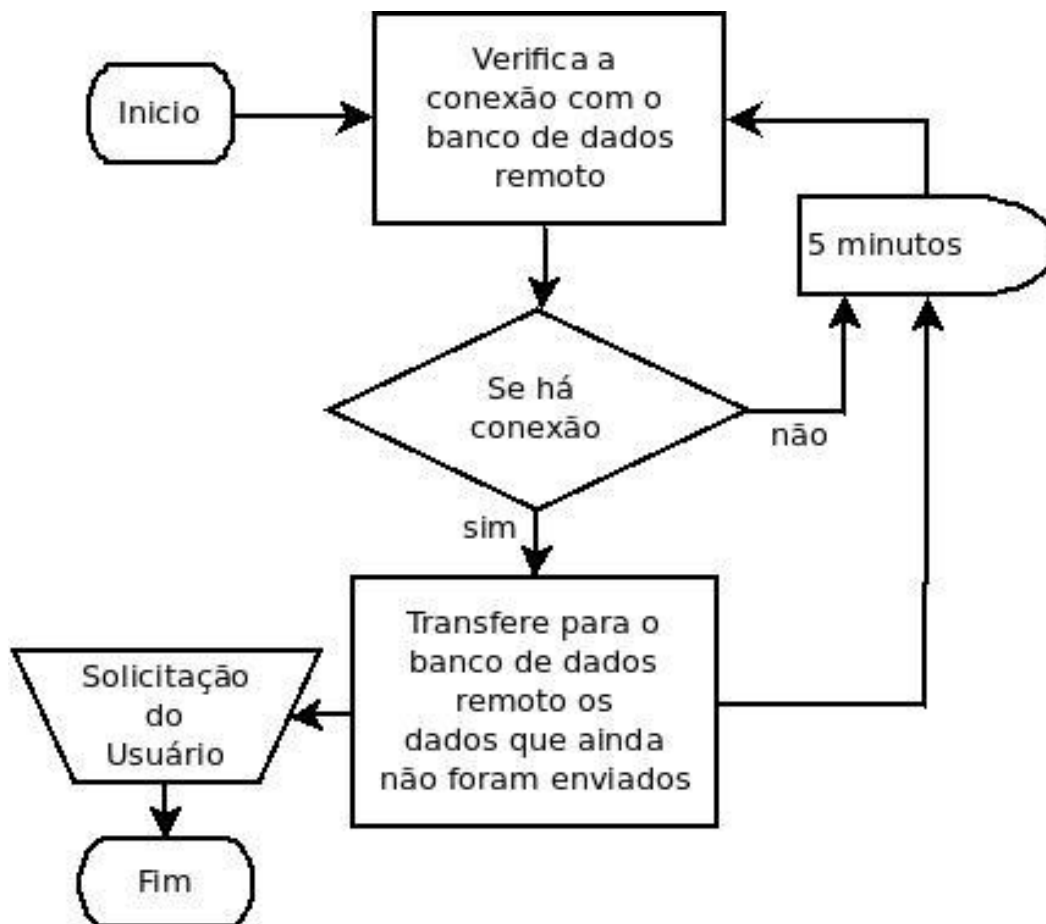 Inicio
Verifica a
conexão com o
banco de dados
remoto
5 minutos
Se há
conexão
não
sim
Transfere para o
banco de dados
remoto os
dados que ainda
não foram enviados
Solicitação
do
Usuário
Fim